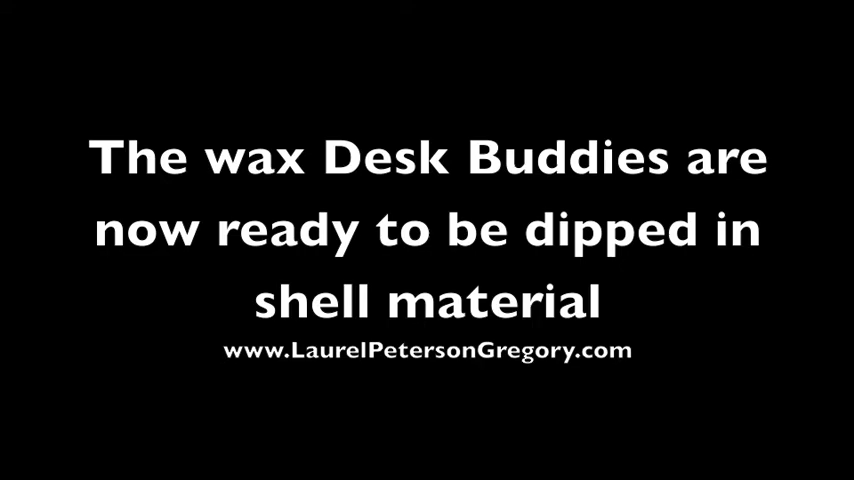 The wax Desk Buddies are
now ready to be dipped in
shell material
www.LaurelPetersonGregory.com